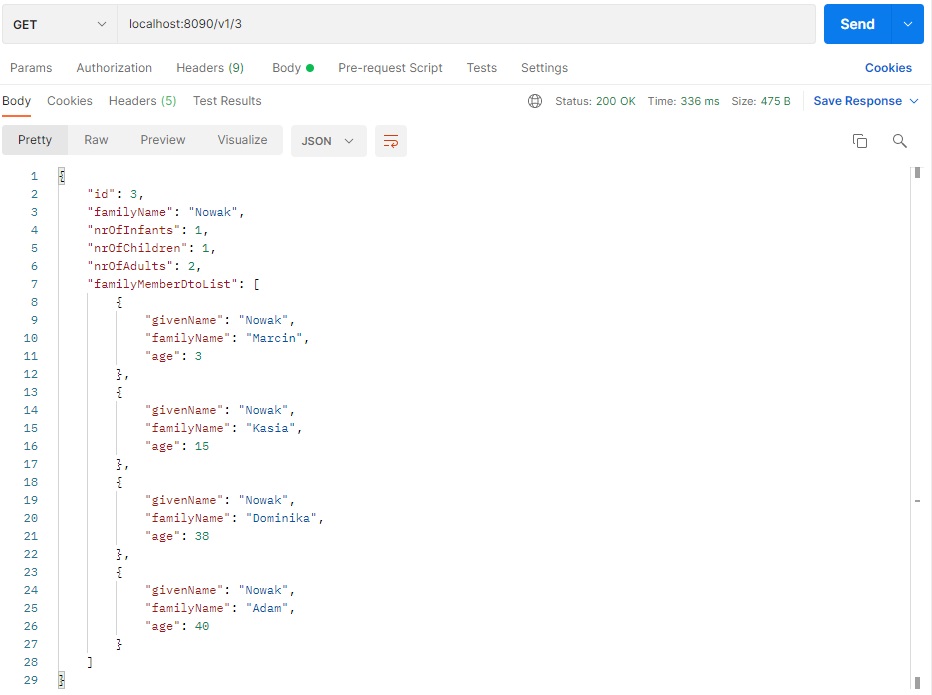 GET localhost:8090/v1/3 Send
Params Authorization Headers (9) Body Pre-request Script Tests Settings Cookies
Body Cookies Headers (5) Test Results Status: 200 OK Time: 336 ms Size: 475 B Save Response
Pretty Raw Preview Visualize JSON
1 {
2 "id": 3,
3 "familyName": "Nowak",
4 "nrOfInfants": 1,
5 "nrOfChildren": 1,
6 "nrOfAdults": 2,
7 "familyMemberDtoList": [
8 {
9 "givenName": "Nowak",
10 "familyName": "Marcin",
11 "age": 3
12 },
13 {
14 "givenName": "Nowak",
15 "familyName": "Kasia",
16 "age": 15
17 },
18 {
19 "givenName": "Nowak",
20 "familyName": "Dominika",
21 "age": 38
22 },
23 {
24 "givenName": "Nowak",
25 "familyName": "Adam",
26 "age": 40
27 }
28 ]
29 }